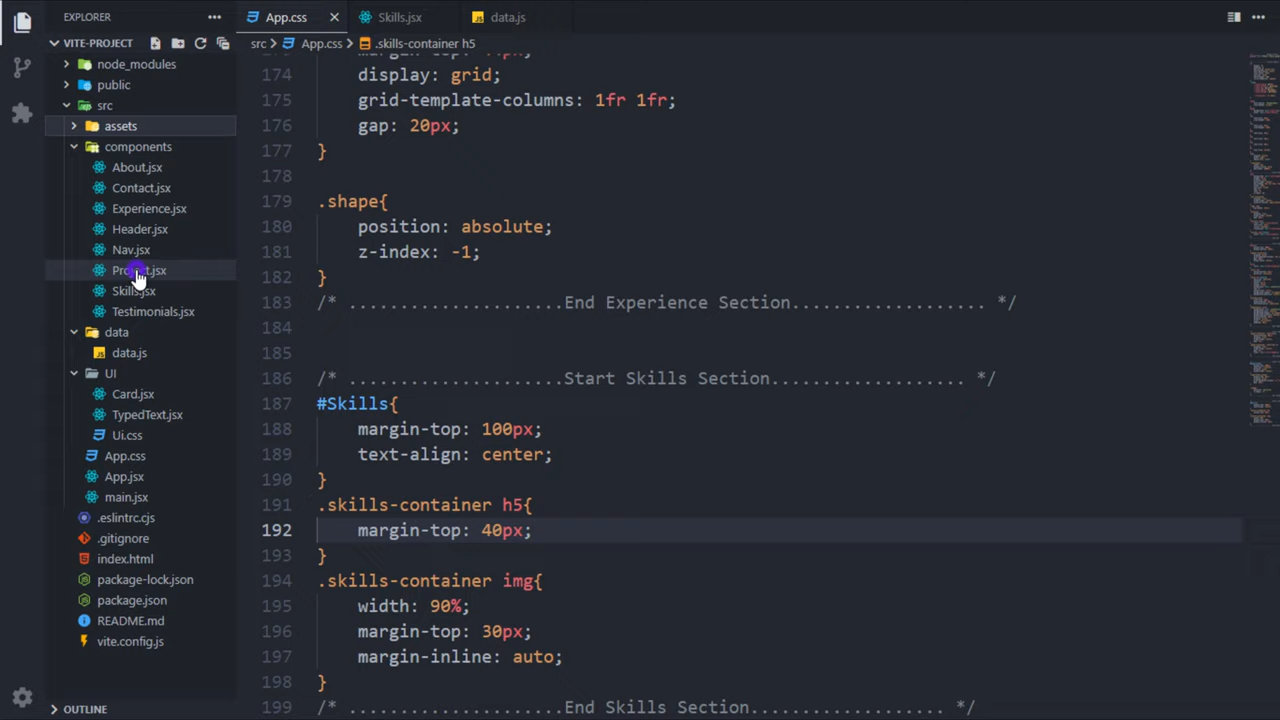 EXPLORER
VITE-PROJECT
node_modules
public
src
assets
components
About.jsx
Contact.jsx
Experience.jsx
Header.jsx
Nav.jsx
Skills.jsx
Testimonials.jsx
data
data.js
UI
Card.jsx
TypedText.jsx
Ui.css
App.css
App.jsx
main.jsx
.eslintrc.cjs
.gitignore
index.html
package-lock.json
package.json
README.md
vite.config.js
OUTLINE
App.css
Skills.jsx
data.js
src > App.css > .skills-container h5
174 display: grid;
175 grid-template-columns: 1fr 1fr;
176 gap: 20px;
177 }
178
179 .shape{
180 position: absolute;
181 z-index: -1;
182 }
183 /* .....................End Experience Section................... */
184
185
186 /* .....................Start Skills Section................... */
187 #Skills{
188 margin-top: 100px;
189 text-align: center;
190 }
191 .skills-container h5{
192 margin-top: 40px;
193 }
194 .skills-container img{
195 width: 90%;
196 margin-top: 30px;
197 margin-inline: auto;
198 }
199 /* .....................End Skills Section................... */